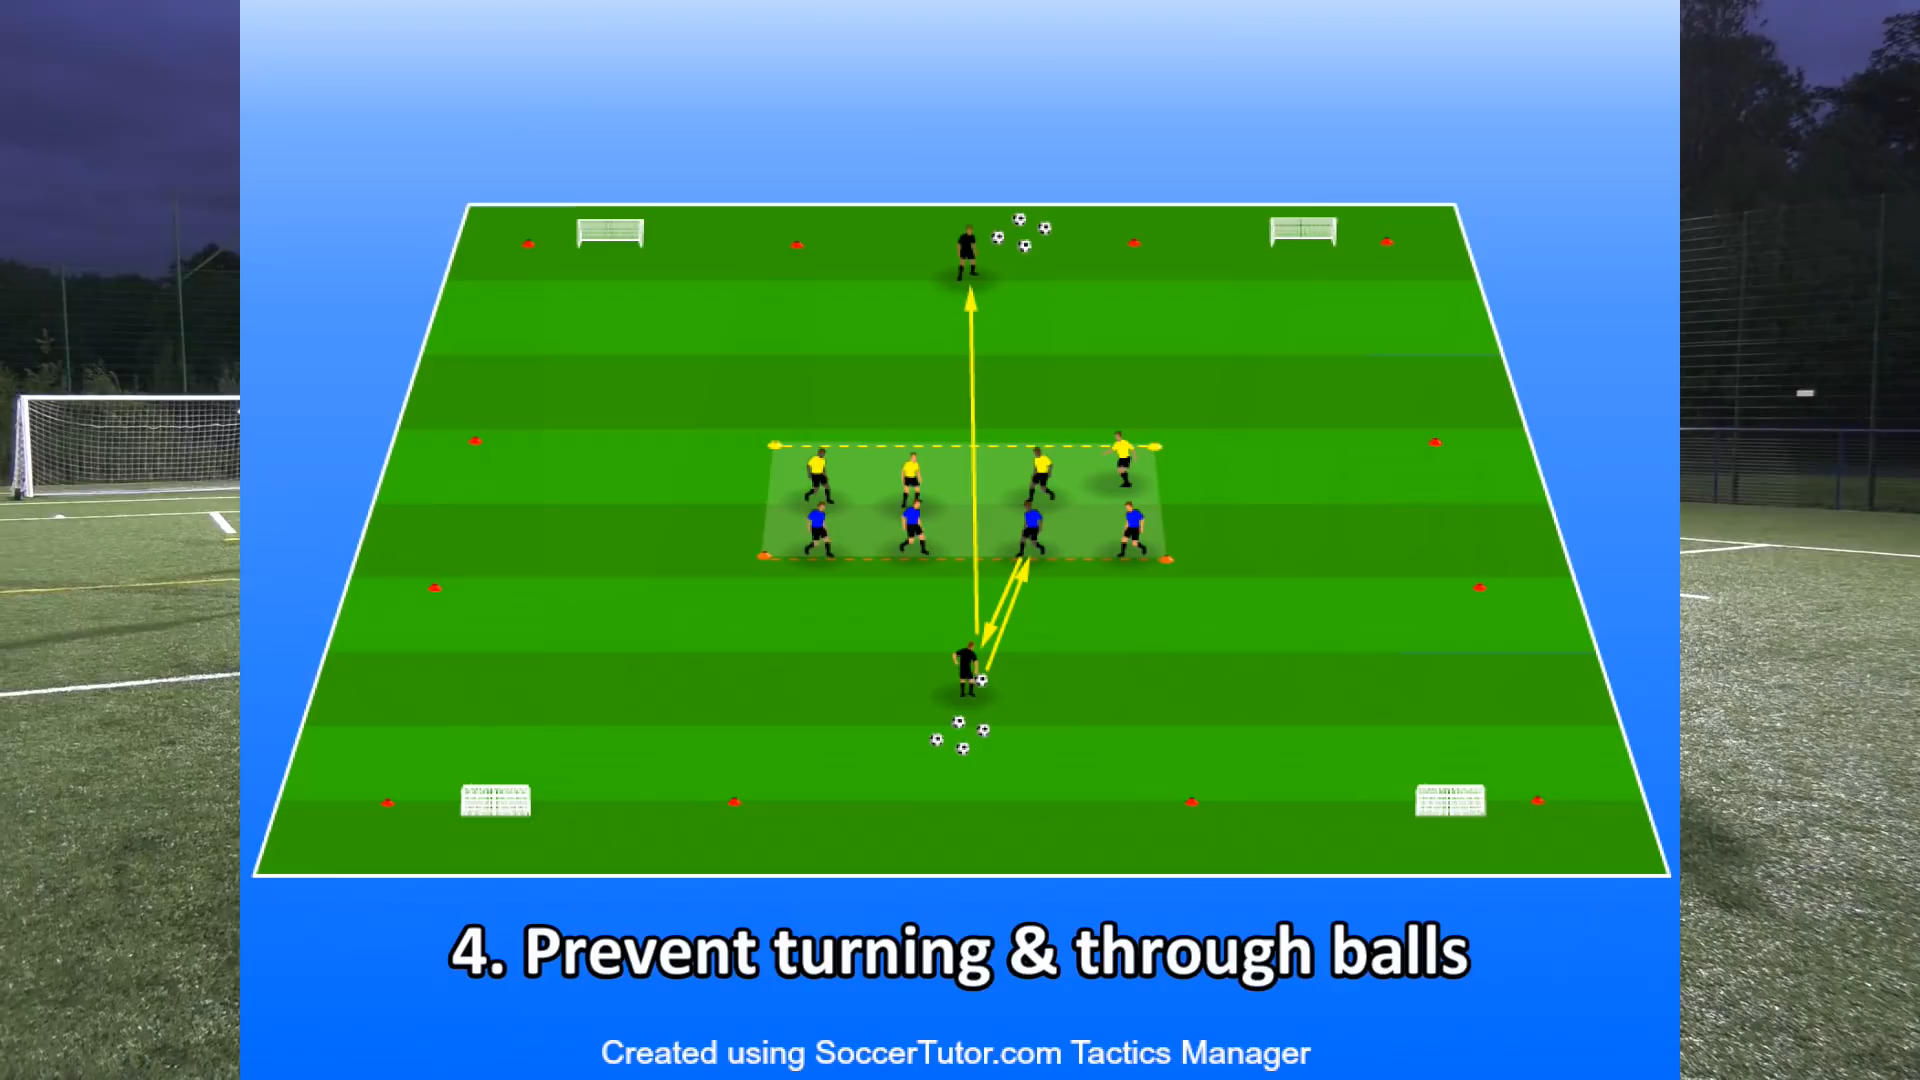 4. Prevent turning & through balls
Created using SoccerTutor.com Tactics Manager